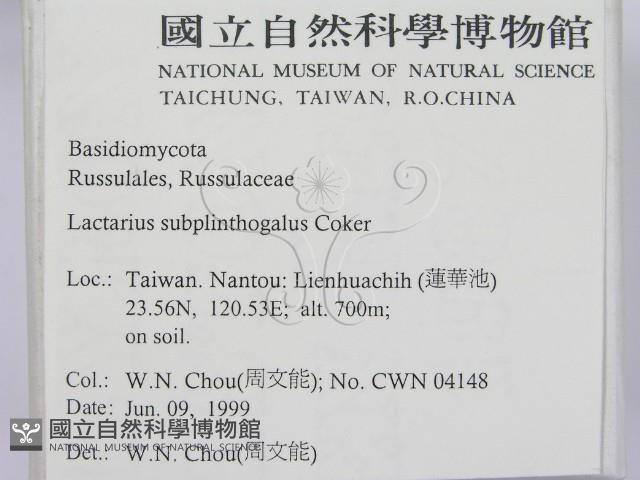 國立自然科學博物館
NATIONAL MUSEUM OF NATURAL SCIENCE
TAICHUNG, TAIWAN, R.O.CHINA
Basidiomycota
Russulales, Russulaceae
Lactarius subplinthogalus Coker
Loc.: Taiwan. Nantou: Lienhuachih (蓮華池)
23.56N, 120.53E; alt. 700m;
on soil.
Col.: W.N. Chou(周文能); No. CWN 04148
Date: Jun. 09, 1999
國立自然科學博物館
NATIONAL MUSEUM OF NATURAL SCIENCE
Det.: W.N. Chou(周文能)